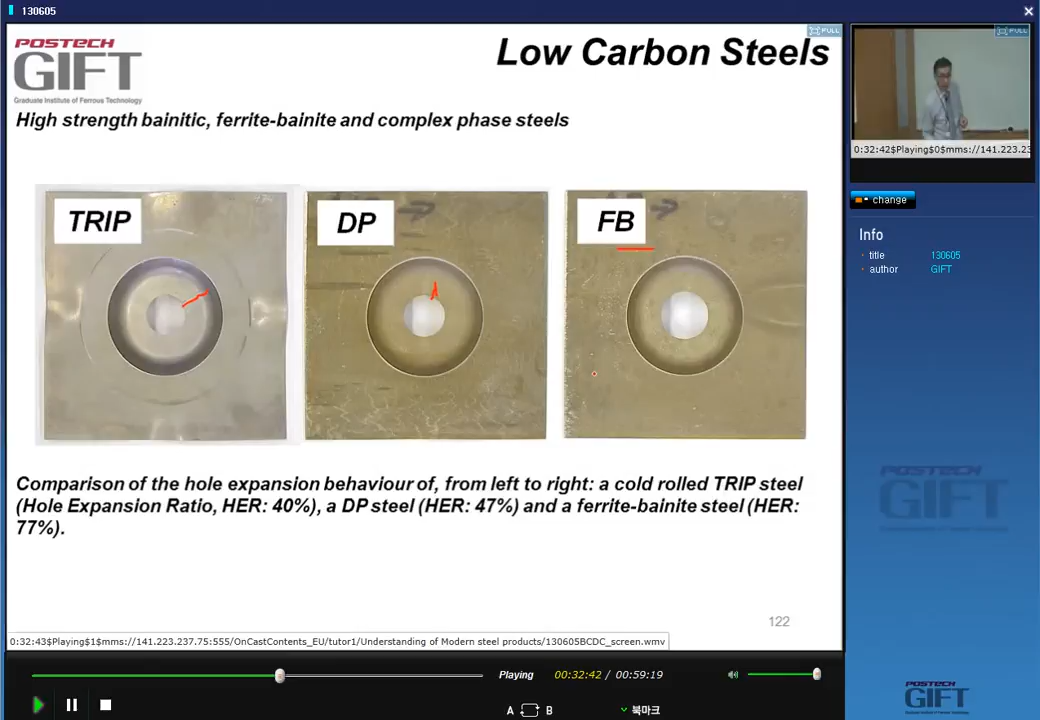 130605
POSTECH
GIFT
Graduate Institute of Ferrous Technology
FULL
Low Carbon Steels
High strength bainitic, ferrite-bainite and complex phase steels
TRIP
DP
FB
Comparison of the hole expansion behaviour of, from left to right: a cold rolled TRIP steel
(Hole Expansion Ratio, HER: 40%), a DP steel (HER: 47%) and a ferrite-bainite steel (HER:
77%).
122
0:32:43$Playing$1$mms://141.223.237.75:555/OnCastContents_EU/tutor1/Understanding of Modern steel products/130605BCDC_screen.wmv
Playing 00:32:42 / 00:59:19
A B 북마크
FULL
0:32:42$Playing$0$mms://141.223.23
change
Info
title 130605
author GIFT
POSTECH
GIFT
POSTECH
GIFT